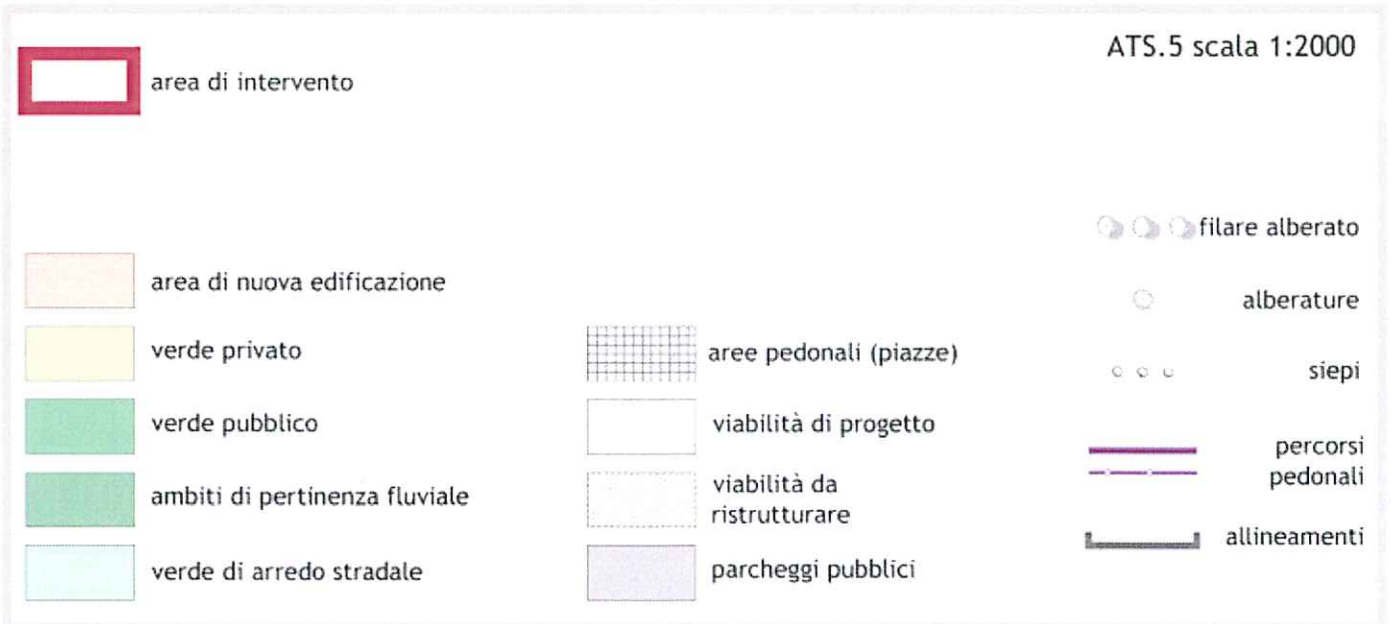 ATS.5 scala 1:2000
area di intervento
area di nuova edificazione
verde privato
verde pubblico
ambiti di pertinenza fluviale
verde di arredo stradale
aree pedonali (piazze)
viabilità di progetto
viabilità da
ristrutturare
parcheggi pubblici
filare alberato
alberature
siepi
percorsi
pedonali
allineamenti